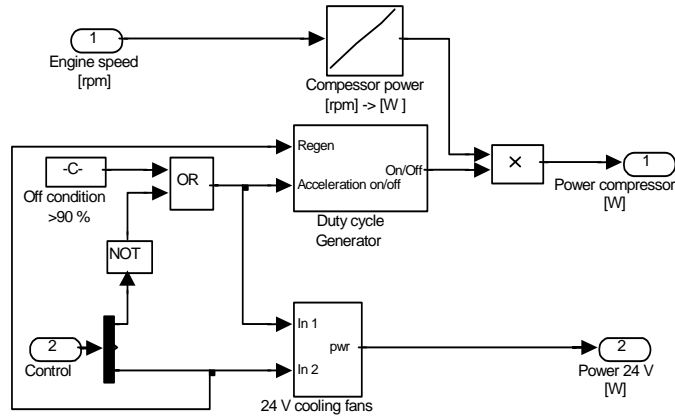 1
Engine speed
[rpm]
Compessor power
[rpm] -> [W ]
Regen
On/Off
Acceleration on/off
Duty cycle
Generator
×
1
Power compressor
[W]
-C-
Off condition
>90 %
OR
NOT
2
Control
In 1
pwr
In 2
24 V cooling fans
2
Power 24 V
[W]